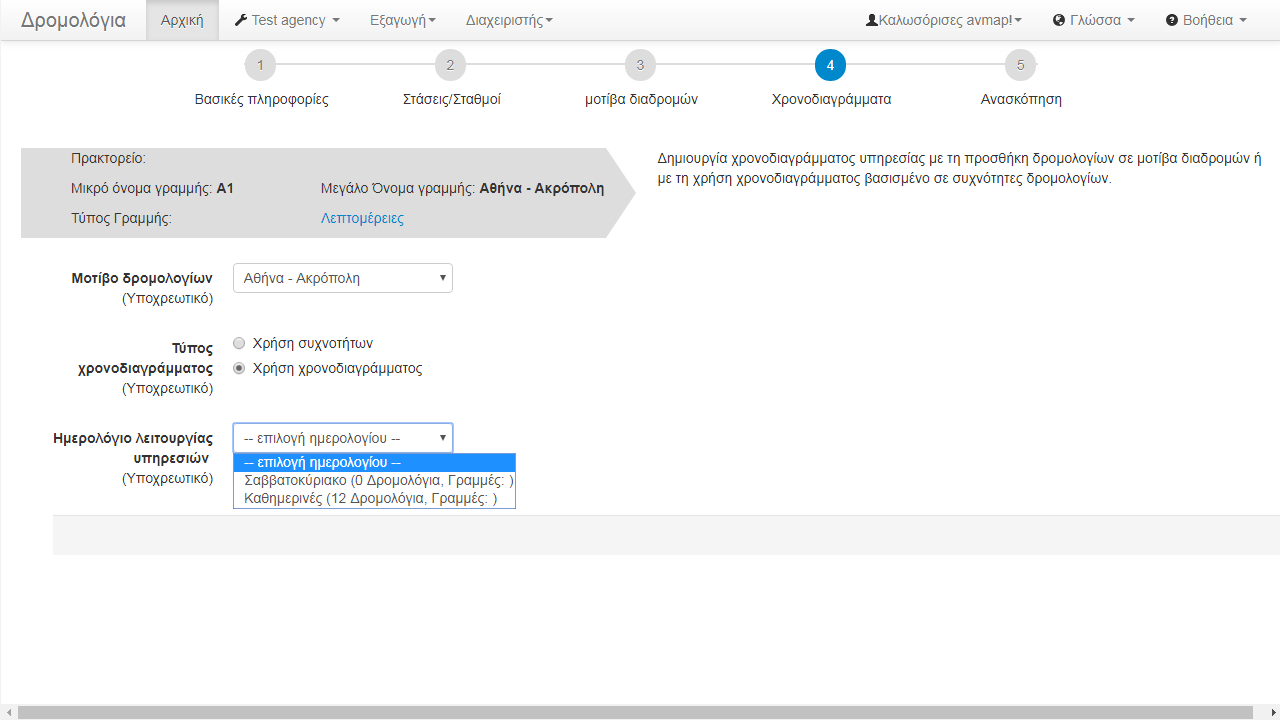 Δρομολόγια Αρχική Test agency Εξαγωγή Διαχειριστής Καλωσόρισες avmap! Γλώσσα Βοήθεια
1 2 3 4 5
Βασικές πληροφορίες Στάσεις/Σταθμοί μοτίβα διαδρομών Χρονοδιαγράμματα Ανασκόπηση
Πρακτορείο:
Μικρό όνομα γραμμής: A1 Μεγάλο Όνομα γραμμής: Αθήνα - Ακρόπολη
Τύπος Γραμμής: Λεπτομέρειες
Δημιουργία χρονοδιαγράμματος υπηρεσίας με τη προσθήκη δρομολογίων σε μοτίβα διαδρομών ή
με τη χρήση χρονοδιαγράμματος βασισμένο σε συχνότητες δρομολογίων.
Μοτίβο δρομολογίων
(Υποχρεωτικό)
Αθήνα - Ακρόπολη
Τύπος
χρονοδιαγράμματος
(Υποχρεωτικό)
Χρήση συχνοτήτων
Χρήση χρονοδιαγράμματος
Ημερολόγιο λειτουργίας
υπηρεσιών
(Υποχρεωτικό)
-- επιλογή ημερολογίου --
-- επιλογή ημερολογίου --
Σαββατοκύριακο (0 Δρομολόγια, Γραμμές: )
Καθημερινές (12 Δρομολόγια, Γραμμές: )